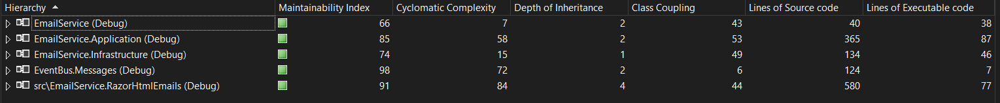 Hierarchy Maintainability Index Cyclomatic Complexity Depth of Inheritance Class Coupling Lines of Source code Lines of Executable code
EmailService (Debug) 66 7 2 43 40 38
EmailService.Application (Debug) 85 58 2 53 365 87
EmailService.Infrastructure (Debug) 74 15 1 49 134 46
EventBus.Messages (Debug) 98 72 2 6 124 7
src\EmailService.RazorHtmlEmails (Debug) 91 84 4 44 580 77